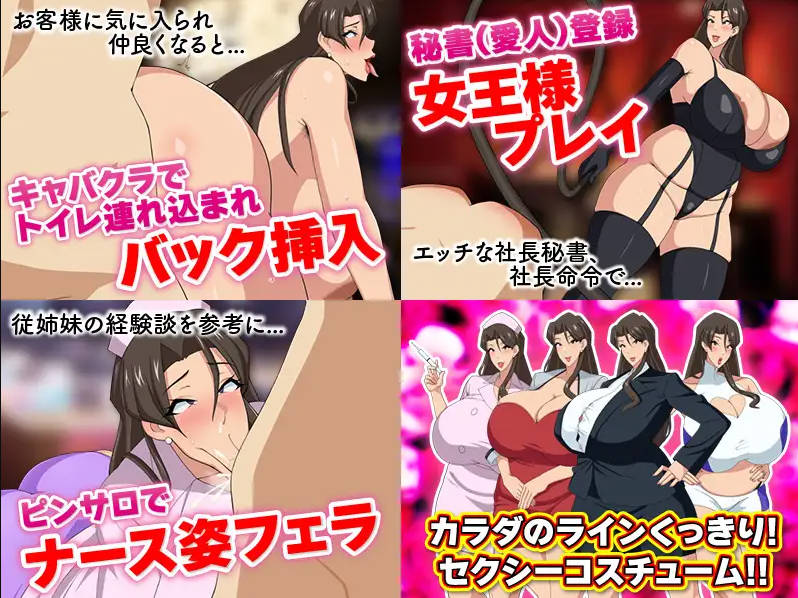 お客様に気に入られ
仲良くなると…
キャバクラで
トイレ連れ込まれ
バック挿入
秘書(愛人)登録
女王様
プレイ
エッチな社長秘書、
社長命令で…
従姉妹の経験談を参考に…
ピンサロで
ナース姿フェラ
カラダのラインくっきり!
セクシーコスチューム!!